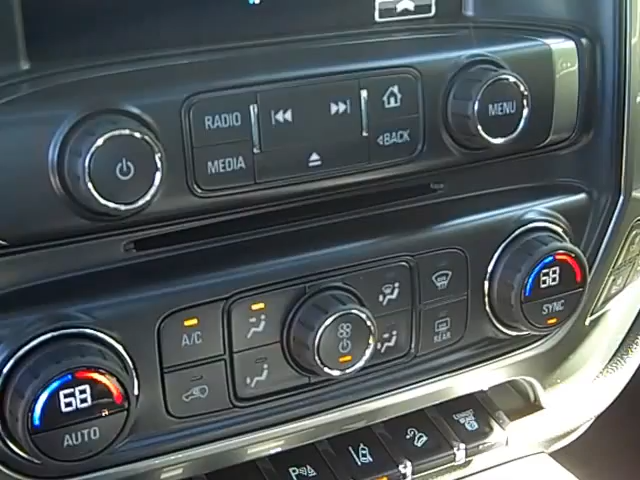 RADIO
MENU
MEDIA
BACK
68
A/C
SYNC
REAR
68
AUTO